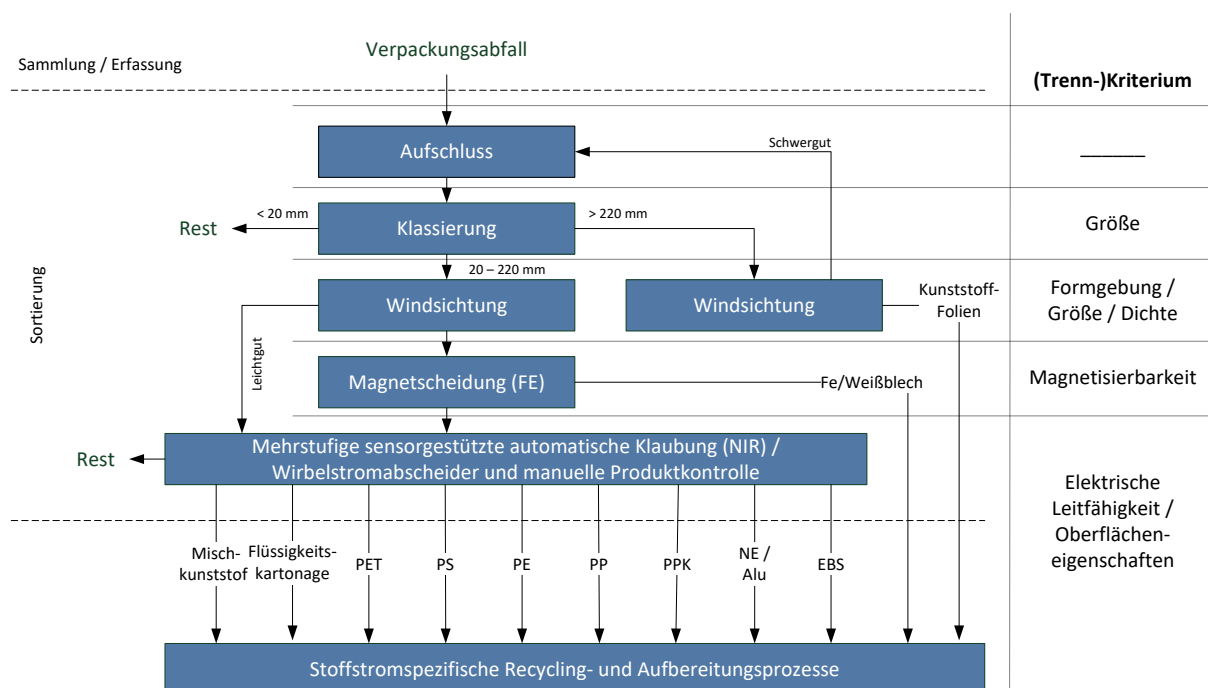 Verpackungsabfall
Sammlung / Erfassung
(Trenn-)Kriterium
Aufschluss
Schwergut
Rest
< 20 mm
Klassierung
> 220 mm
Größe
20 – 220 mm
Sortierung
Windsichtung
Windsichtung
Kunststoff-
Folien
Formgebung /
Größe / Dichte
Leichtgut
Magnetscheidung (FE)
Fe/Weißblech
Magnetisierbarkeit
Rest
Mehrstufige sensorgestützte automatische Klaubung (NIR) /
Wirbelstromabscheider und manuelle Produktkontrolle
Elektrische
Leitfähigkeit /
Oberflächen-
eigenschaften
Misch-
kunststof
Flüssigkeits-
kartonage
PET
PS
PE
PP
PPK
NE /
Alu
EBS
Stoffstromspezifische Recycling- und Aufbereitungsprozesse